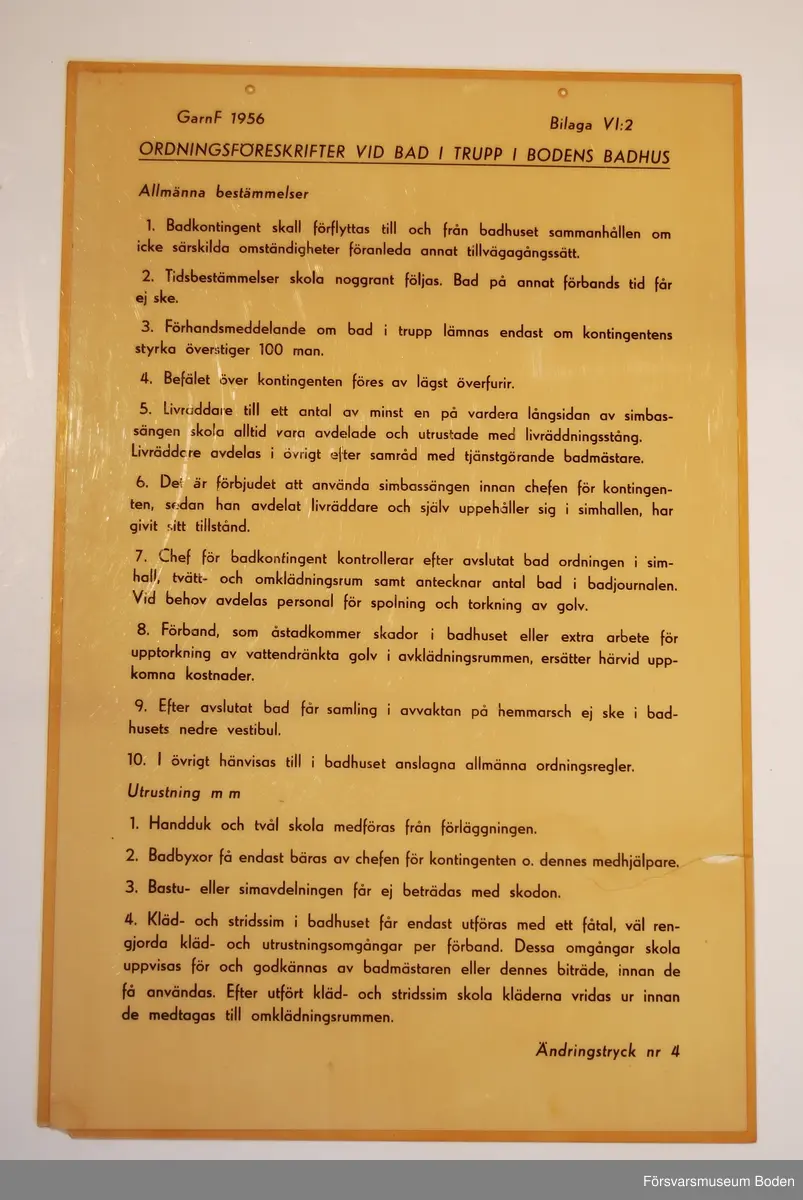 GarnF 1956
Bilaga VI:2
ORDNINGSFÖRESKRIFTER VID BAD I TRUPP I BODENS BADHUS
Allmänna bestämmelser
1. Badkontingent skall förflyttas till och från badhuset sammanhållen om
icke särskilda omständigheter föranleda annat tillvägagångssätt.
2. Tidsbestämmelser skola noggrant följas. Bad på annat förbands tid får
ej ske.
3. Förhandsmeddelande om bad i trupp lämnas endast om kontingentens
styrka överstiger 100 man.
4. Befälet över kontingenten föres av lägst överfurir.
5. Livräddare till ett antal av minst en på vardera långsidan av simbas-
sängen skola alltid vara avdelade och utrustade med livräddningsstång.
Livräddare avdelas i övrigt efter samråd med tjänstgörande badmästare.
6. Det är förbjudet att använda simbassängen innan chefen för kontingen-
ten, sedan han avdelat livräddare och själv uppehåller sig i simhallen, har
givit sitt tillstånd.
7. Chef för badkontingent kontrollerar efter avslutat bad ordningen i sim-
hall, tvätt- och omklädningsrum samt antecknar antal bad i badjournalen.
Vid behov avdelas personal för spolning och torkning av golv.
8. Förband, som åstadkommer skador i badhuset eller extra arbete för
upptorkning av vattendränkta golv i avklädningsrummen, ersätter härvid upp-
komna kostnader.
9. Efter avslutat bad får samling i avvaktan på hemmarsch ej ske i bad-
husets nedre vestibul.
10. I övrigt hänvisas till i badhuset anslagna allmänna ordningsregler.
Utrustning m m
1. Handduk och tvål skola medföras från förläggningen.
2. Badbyxor få endast bäras av chefen för kontingenten o. dennes medhjälpare.
3. Bastu- eller simavdelningen får ej beträdas med skodon.
4. Kläd- och stridssim i badhuset får endast utföras med ett fåtal, väl ren-
gjorda kläd- och utrustningsomgångar per förband. Dessa omgångar skola
uppvisas för och godkännas av badmästaren eller dennes biträde, innan de
få användas. Efter utfört kläd- och stridssim skola kläderna vridas ur innan
de medtagas till omklädningsrummen.
Ändringstryck nr 4
Försvarsmuseum Boden